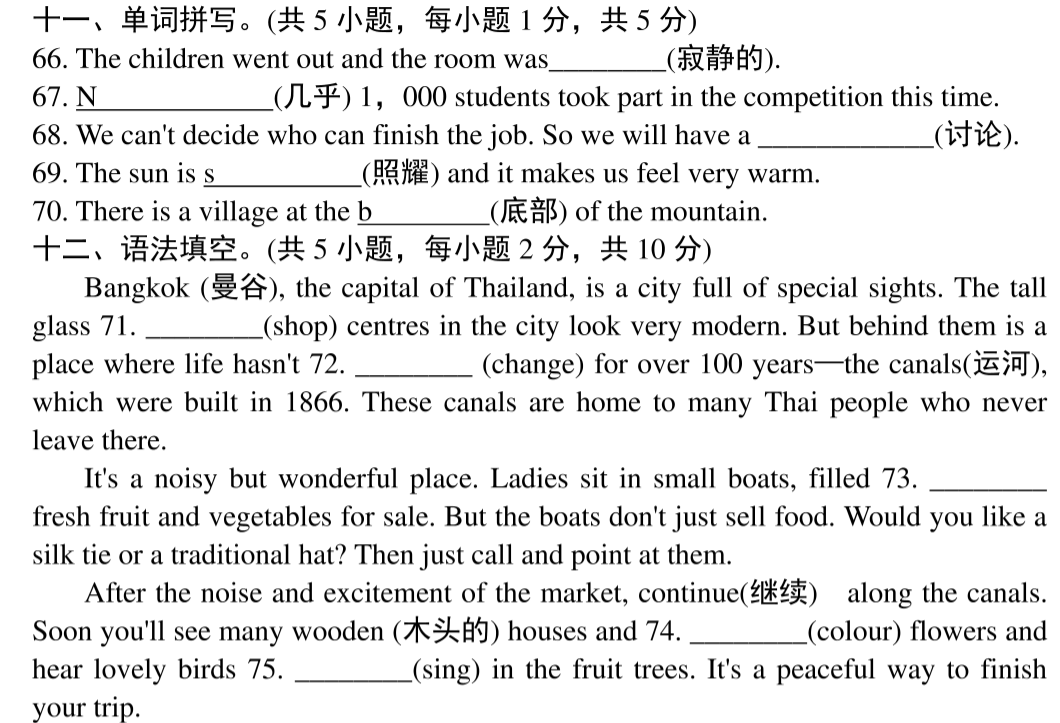 十一、单词拼写。(共 5 小题，每小题 1 分，共 5 分)
66. The children went out and the room was________(寂静的).
67. N____________(几乎) 1，000 students took part in the competition this time.
68. We can't decide who can finish the job. So we will have a ____________(讨论).
69. The sun is s__________(照耀) and it makes us feel very warm.
70. There is a village at the b________(底部) of the mountain.
十二、语法填空。(共 5 小题，每小题 2 分，共 10 分)
Bangkok (曼谷), the capital of Thailand, is a city full of special sights. The tall
glass 71. ________(shop) centres in the city look very modern. But behind them is a
place where life hasn't 72. ________ (change) for over 100 years—the canals(运河),
which were built in 1866. These canals are home to many Thai people who never
leave there.
It's a noisy but wonderful place. Ladies sit in small boats, filled 73. ________
fresh fruit and vegetables for sale. But the boats don't just sell food. Would you like a
silk tie or a traditional hat? Then just call and point at them.
After the noise and excitement of the market, continue(继续) along the canals.
Soon you'll see many wooden (木头的) houses and 74. ________(colour) flowers and
hear lovely birds 75. ________(sing) in the fruit trees. It's a peaceful way to finish
your trip.